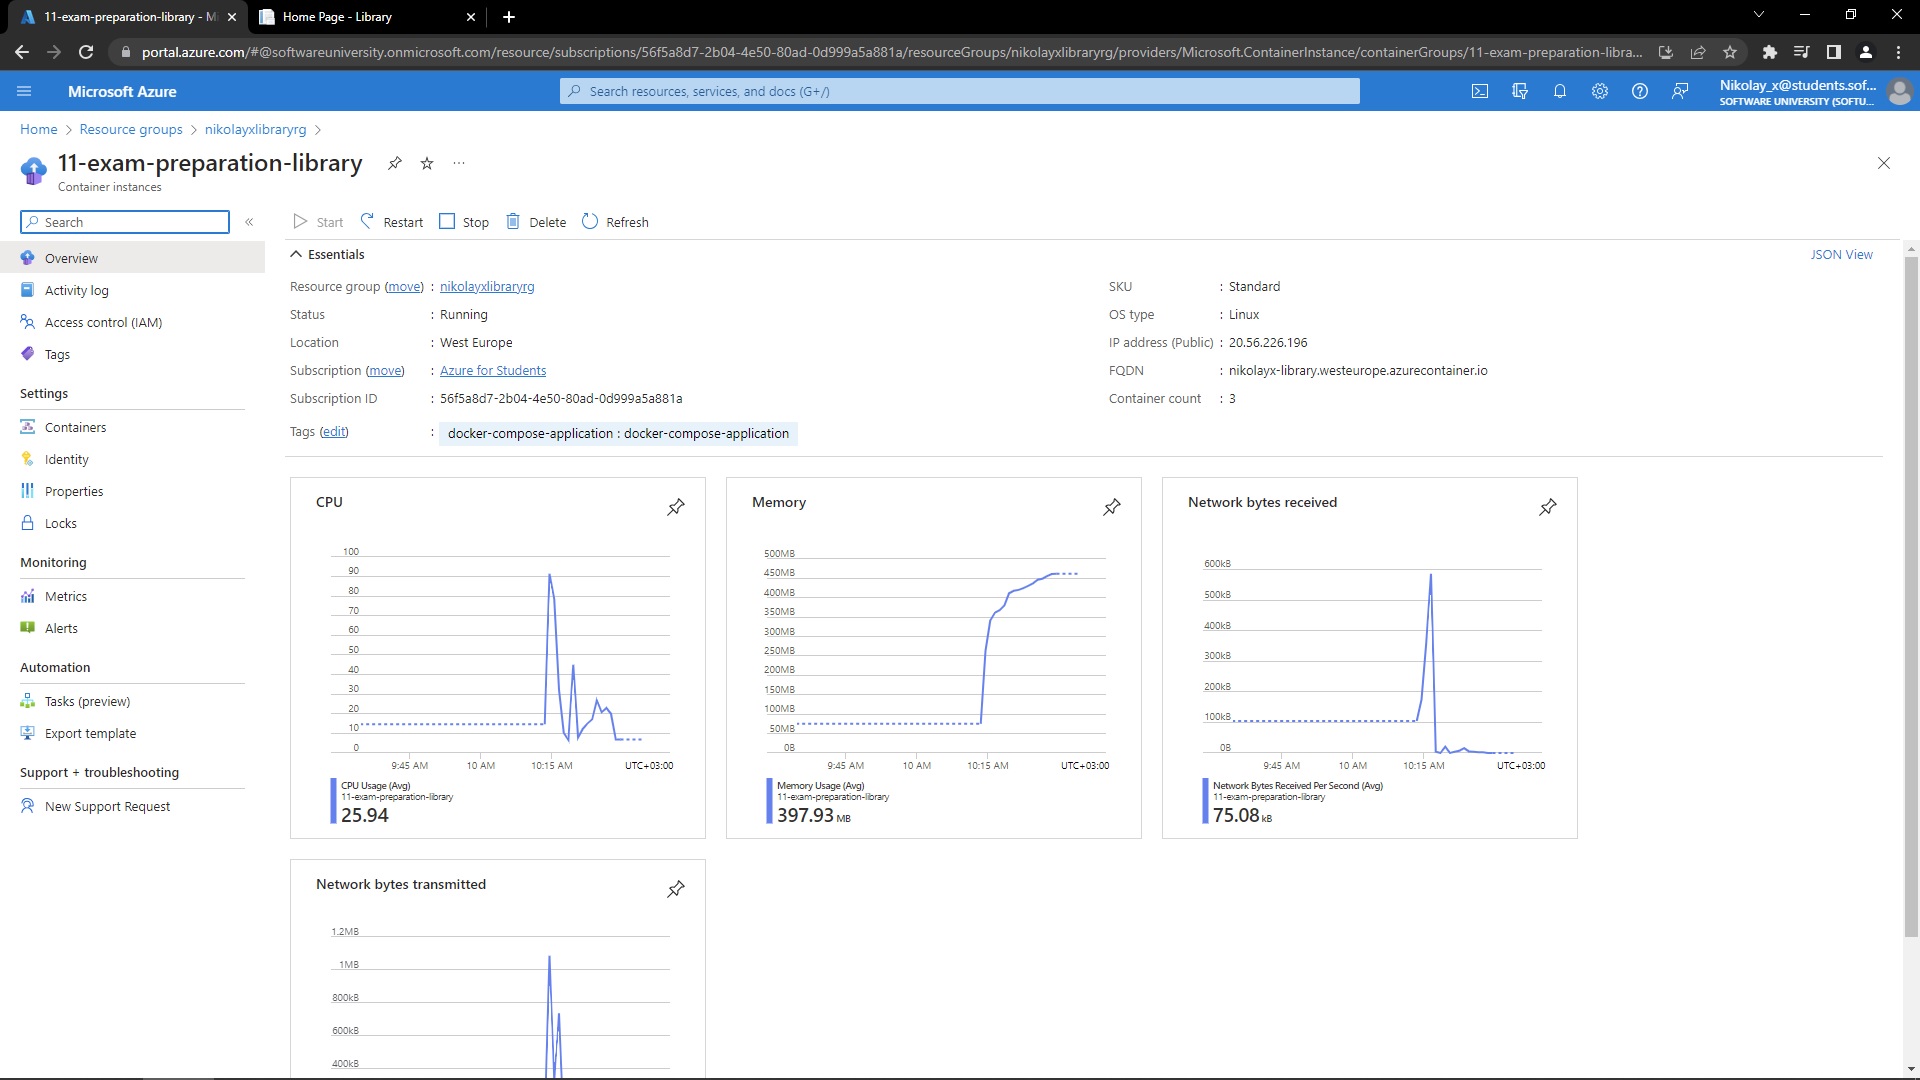 11-exam-preparation-library - Mi
Home Page - Library
portal.azure.com/#@softwareuniversity.onmicrosoft.com/resource/subscriptions/56f5a8d7-2b04-4e50-80ad-0d999a5a881a/resourceGroups/nikolayxlibraryrg/providers/Microsoft.ContainerInstance/containerGroups/11-exam-preparation-libra...
Microsoft Azure
Search resources, services, and docs (G+/)
Nikolay_x@students.sof...
SOFTWARE UNIVERSITY (SOFTU...
Home > Resource groups > nikolayxlibraryrg >
11-exam-preparation-library
Container instances
Search
Start Restart Stop Delete Refresh
Overview
Activity log
Access control (IAM)
Tags
Settings
Containers
Identity
Properties
Locks
Monitoring
Metrics
Alerts
Automation
Tasks (preview)
Export template
Support + troubleshooting
New Support Request
Essentials
JSON View
Resource group (move) : nikolayxlibraryrg
Status : Running
Location : West Europe
Subscription (move) : Azure for Students
Subscription ID : 56f5a8d7-2b04-4e50-80ad-0d999a5a881a
Tags (edit) : docker-compose-application : docker-compose-application
SKU : Standard
OS type : Linux
IP address (Public) : 20.56.226.196
FQDN : nikolayx-library.westeurope.azurecontainer.io
Container count : 3
CPU
100
90
80
70
60
50
40
30
20
10
0
9:45 AM 10 AM 10:15 AM UTC+03:00
CPU Usage (Avg)
11-exam-preparation-library
25.94
Memory
500MB
450MB
400MB
350MB
300MB
250MB
200MB
150MB
100MB
50MB
0B
9:45 AM 10 AM 10:15 AM UTC+03:00
Memory Usage (Avg)
11-exam-preparation-library
397.93 MB
Network bytes received
600kB
500kB
400kB
300kB
200kB
100kB
0B
9:45 AM 10 AM 10:15 AM UTC+03:00
Network Bytes Received Per Second (Avg)
11-exam-preparation-library
75.08 kB
Network bytes transmitted
1.2MB
1MB
800kB
600kB
400kB